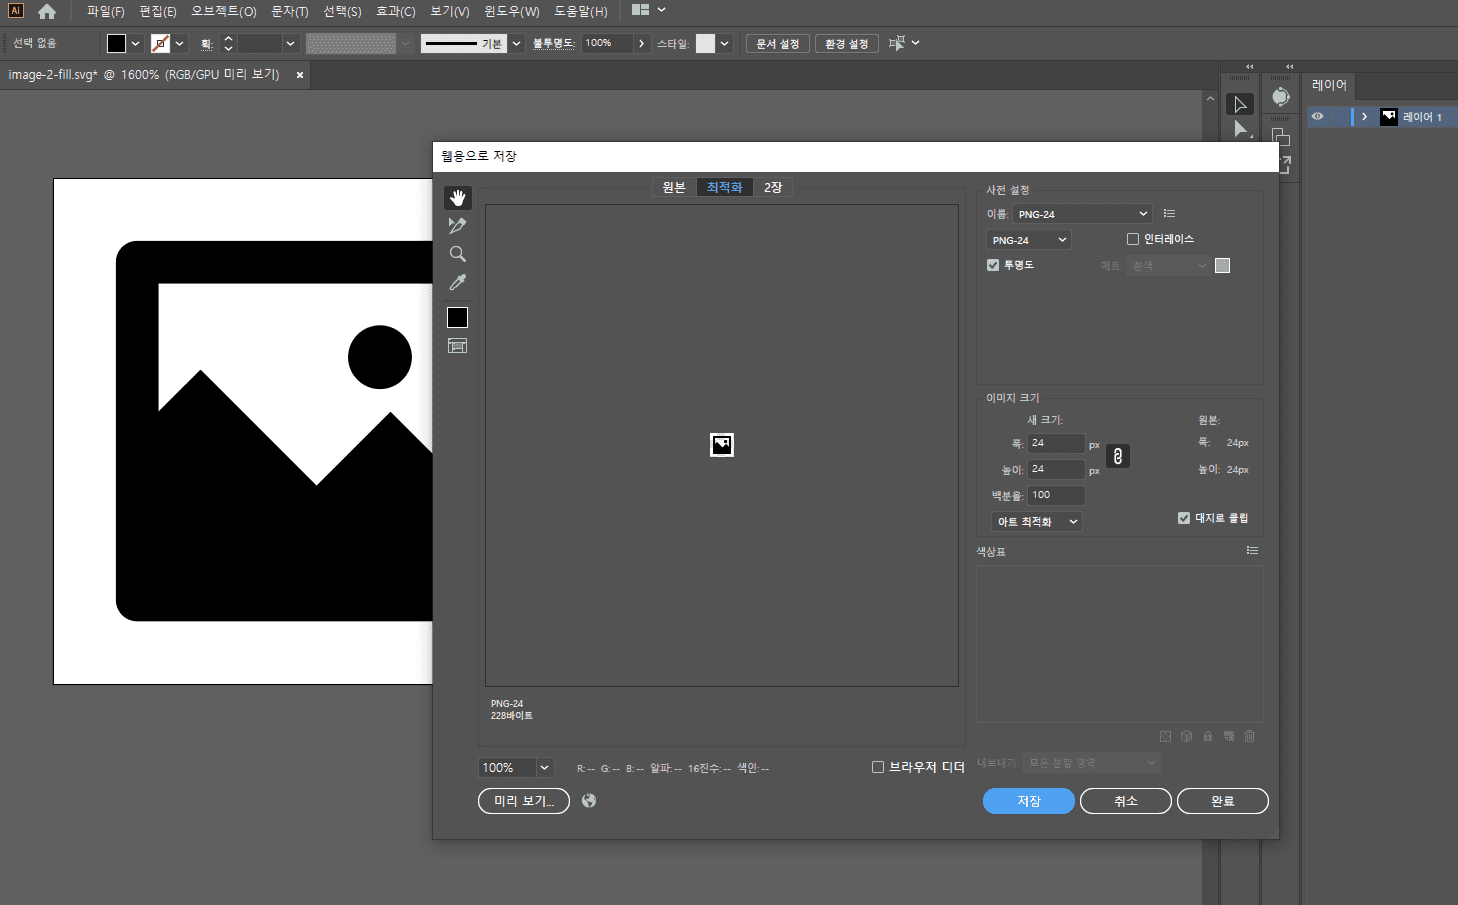 Ai 파일(F) 편집(E) 오브젝트(O) 문자(T) 선택(S) 효과(C) 보기(V) 윈도우(W) 도움말(H)
선택 없음 획: 기본 불투명도: 100% 스타일: 문서 설정 환경 설정
image-2-fill.svg* @ 1600% (RGB/GPU 미리 보기) ×
레이어
레이어 1
웹용으로 저장
원본 최적화 2장
사전 설정
이름: PNG-24
PNG-24 인터레이스
투명도 매트: 흰색
이미지 크기
새 크기: 원본:
폭: 24 px 폭: 24px
높이: 24 px 높이: 24px
백분율: 100
아트 최적화 대지로 클립
색상표
PNG-24
228바이트
100% R: -- G: -- B: -- 알파: -- 16진수: -- 색인: -- 브라우저 디더
내보내기: 모든 분할 영역
미리 보기... 저장 취소 완료